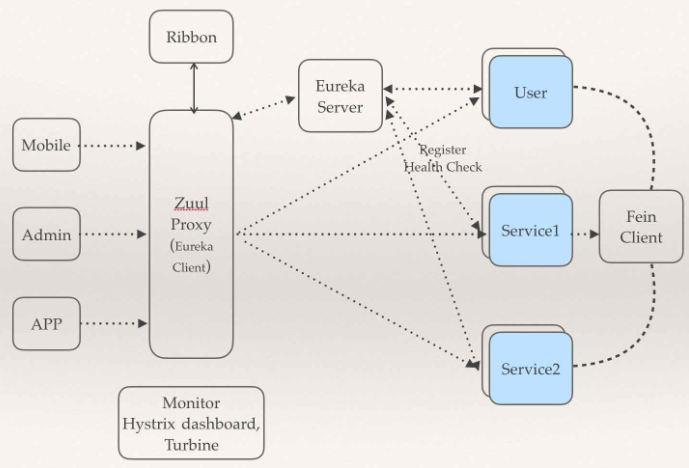 Ribbon
Eureka
Server
User
Mobile
Register
Health Check
Zuul
Proxy
(Eureka
Client)
Admin
Service1
Fein
Client
APP
Service2
Monitor
Hystrix dashboard,
Turbine